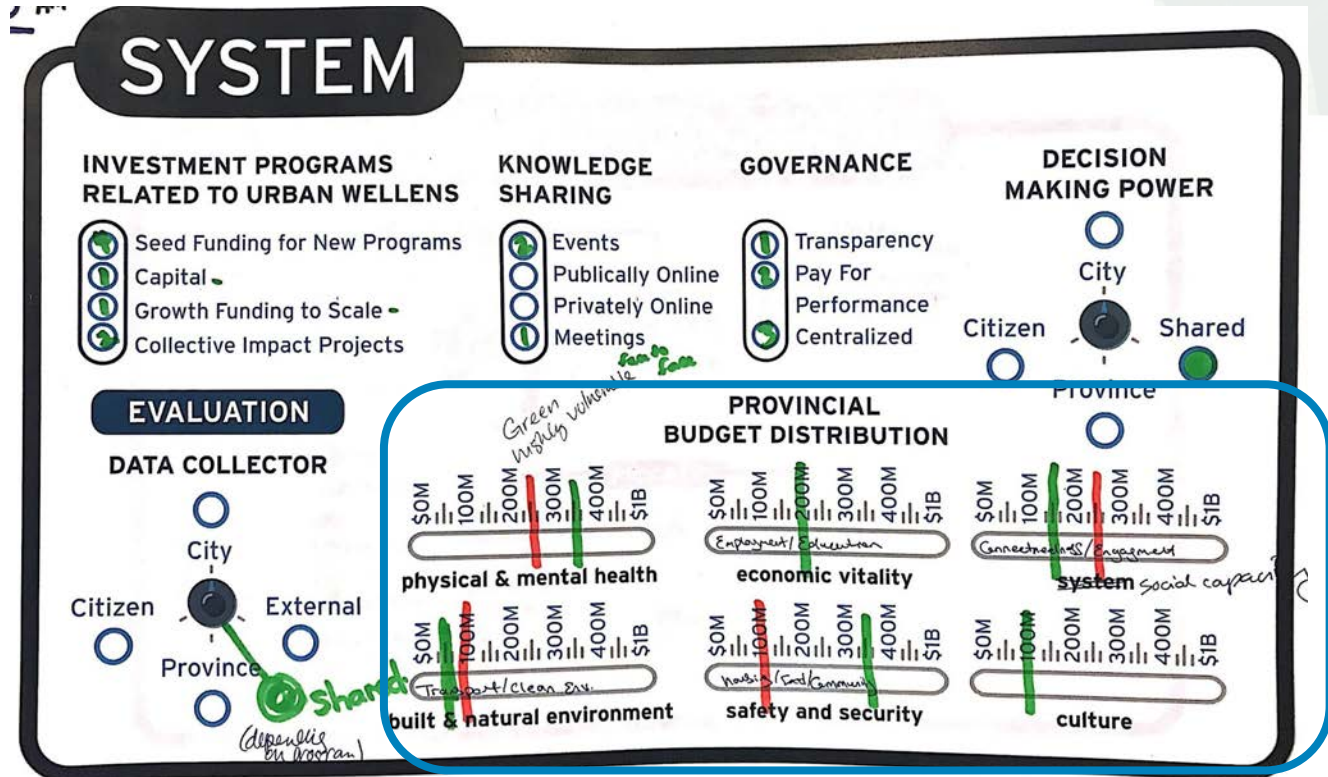 SYSTEM
INVESTMENT PROGRAMS
RELATED TO URBAN WELLENS
Seed Funding for New Programs
Capital
Growth Funding to Scale
Collective Impact Projects
KNOWLEDGE
SHARING
Events
Publically Online
Privately Online
Meetings
face to
face
GOVERNANCE
Transparency
Pay For
Performance
Centralized
DECISION
MAKING POWER
City
Citizen
Shared
Province
EVALUATION
DATA COLLECTOR
City
Citizen
External
Province
shared
(depending
on program)
Green
highly vulnerable
PROVINCIAL
BUDGET DISTRIBUTION
$0M 100M 200M 300M 400M $1B
physical & mental health
$0M 100M 200M 300M 400M $1B
Employment/Education
economic vitality
$0M 100M 200M 300M 400M $1B
Connectedness/Engagement
system social capacity
$0M 100M 200M 300M 400M $1B
Transport/Clean Env.
built & natural environment
$0M 100M 200M 300M 400M $1B
Housing/Food/Community
safety and security
$0M 100M 200M 300M 400M $1B
culture